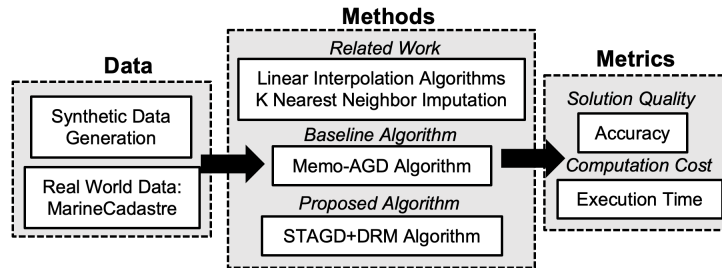 Data
Synthetic Data
Generation
Real World Data:
MarineCadastre
Methods
Related Work
Linear Interpolation Algorithms
K Nearest Neighbor Imputation
Baseline Algorithm
Memo-AGD Algorithm
Proposed Algorithm
STAGD+DRM Algorithm
Metrics
Solution Quality
Accuracy
Computation Cost
Execution Time